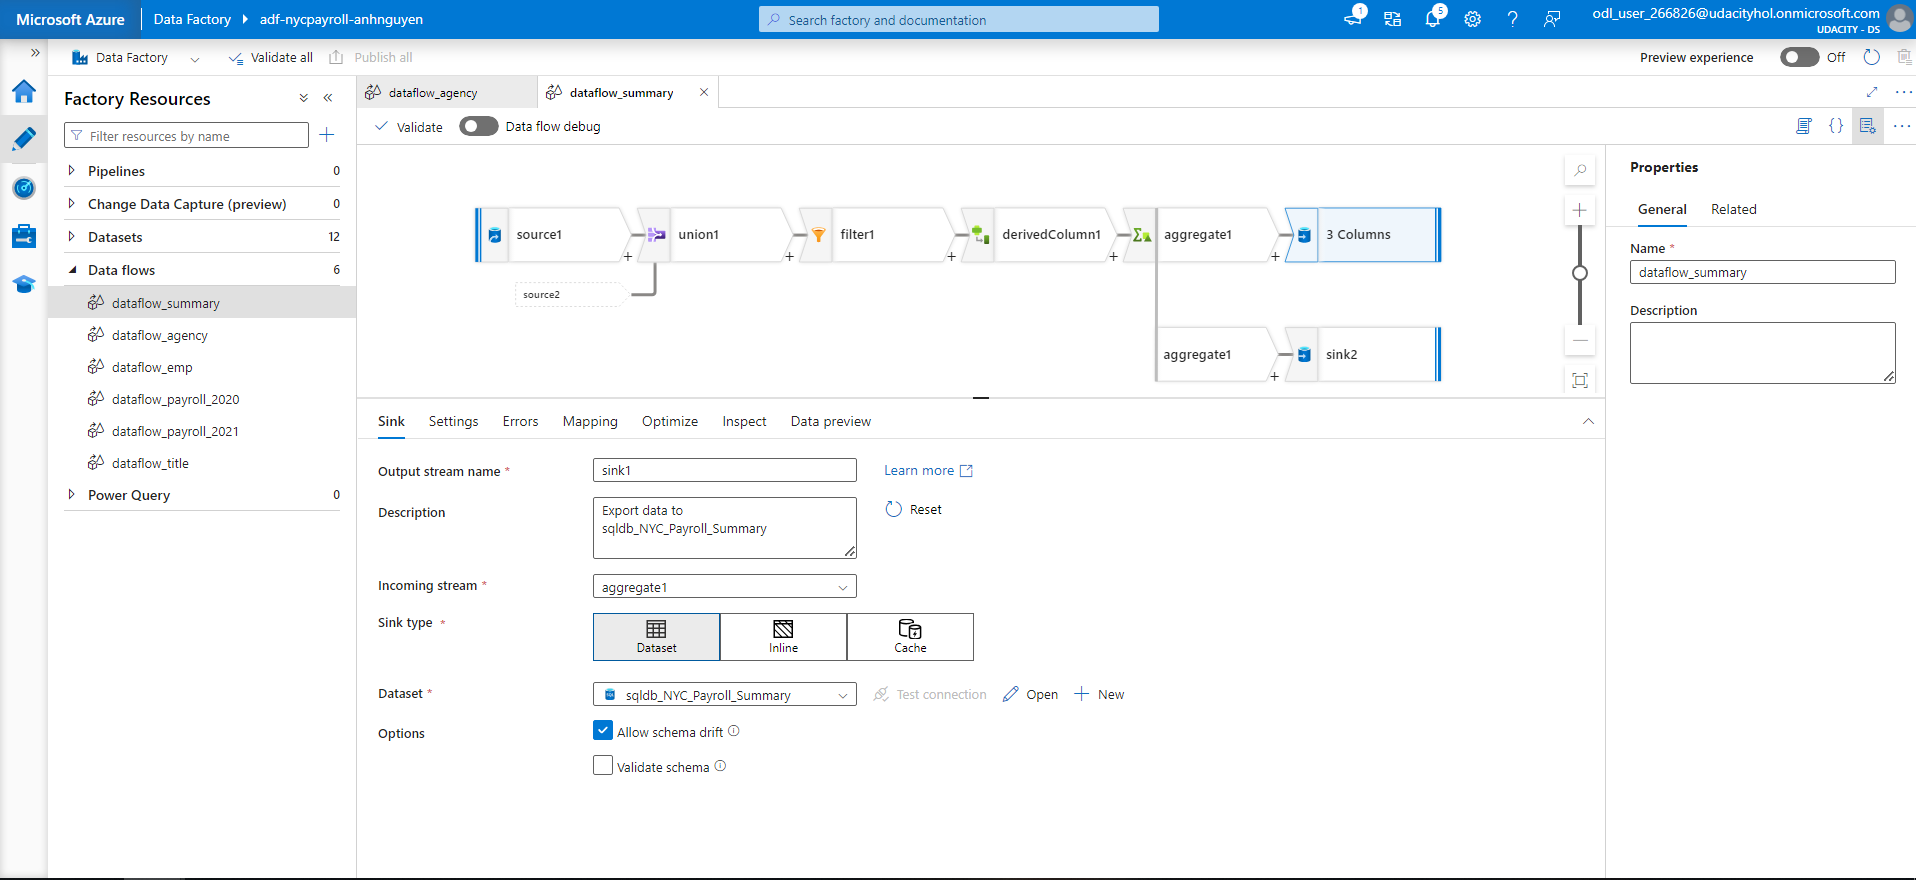 Microsoft Azure
Data Factory
adf-nycpayroll-anhnguyen
Search factory and documentation
1
5
odl_user_266826@udacityhol.onmicrosoft.com
UDACITY - DS
Data Factory
Validate all
Publish all
Preview experience
Off
Factory Resources
Filter resources by name
Pipelines 0
Change Data Capture (preview) 0
Datasets 12
Data flows 6
dataflow_summary
dataflow_agency
dataflow_emp
dataflow_payroll_2020
dataflow_payroll_2021
dataflow_title
Power Query 0
dataflow_agency
dataflow_summary
Validate
Data flow debug
source1
union1
filter1
derivedColumn1
aggregate1
3 Columns
source2
aggregate1
sink2
Sink
Settings
Errors
Mapping
Optimize
Inspect
Data preview
Output stream name *
sink1
Learn more
Description
Export data to
sqldb_NYC_Payroll_Summary
Reset
Incoming stream *
aggregate1
Sink type *
Dataset
Inline
Cache
Dataset *
sqldb_NYC_Payroll_Summary
Test connection
Open
New
Options
Allow schema drift
Validate schema
Properties
General
Related
Name *
dataflow_summary
Description